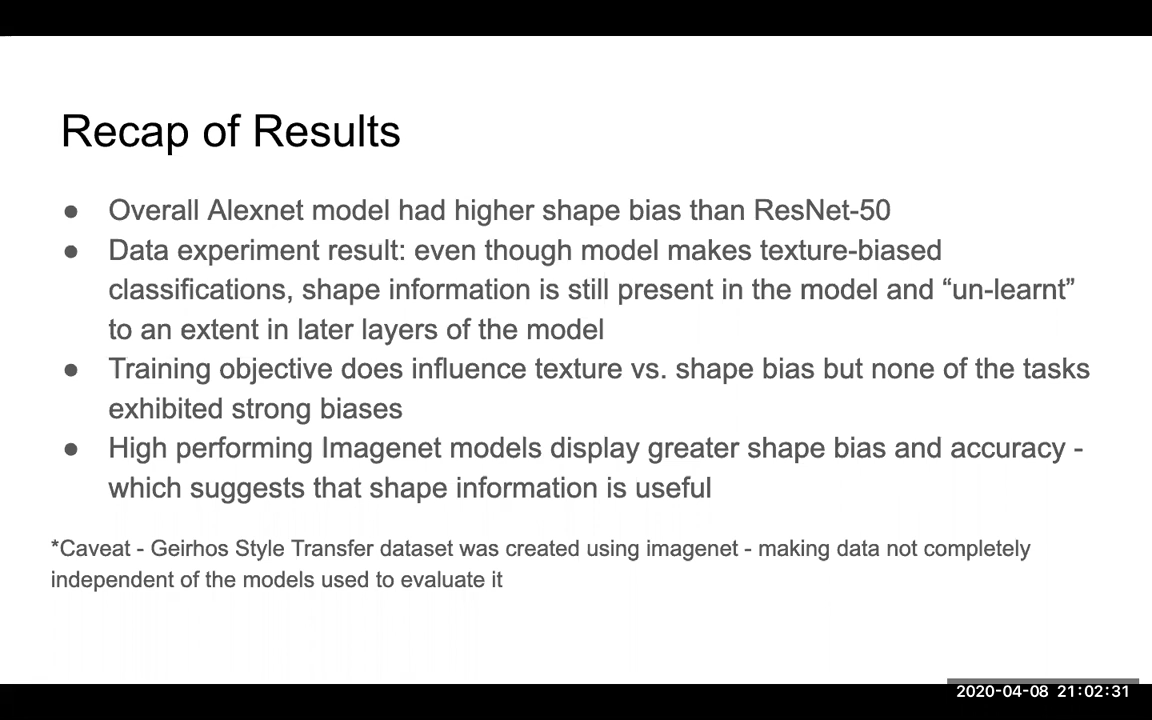 Recap of Results
● Overall Alexnet model had higher shape bias than ResNet-50
● Data experiment result: even though model makes texture-biased
classifications, shape information is still present in the model and “un-learnt”
to an extent in later layers of the model
● Training objective does influence texture vs. shape bias but none of the tasks
exhibited strong biases
● High performing Imagenet models display greater shape bias and accuracy -
which suggests that shape information is useful
*Caveat - Geirhos Style Transfer dataset was created using imagenet - making data not completely
independent of the models used to evaluate it
2020-04-08 21:02:31